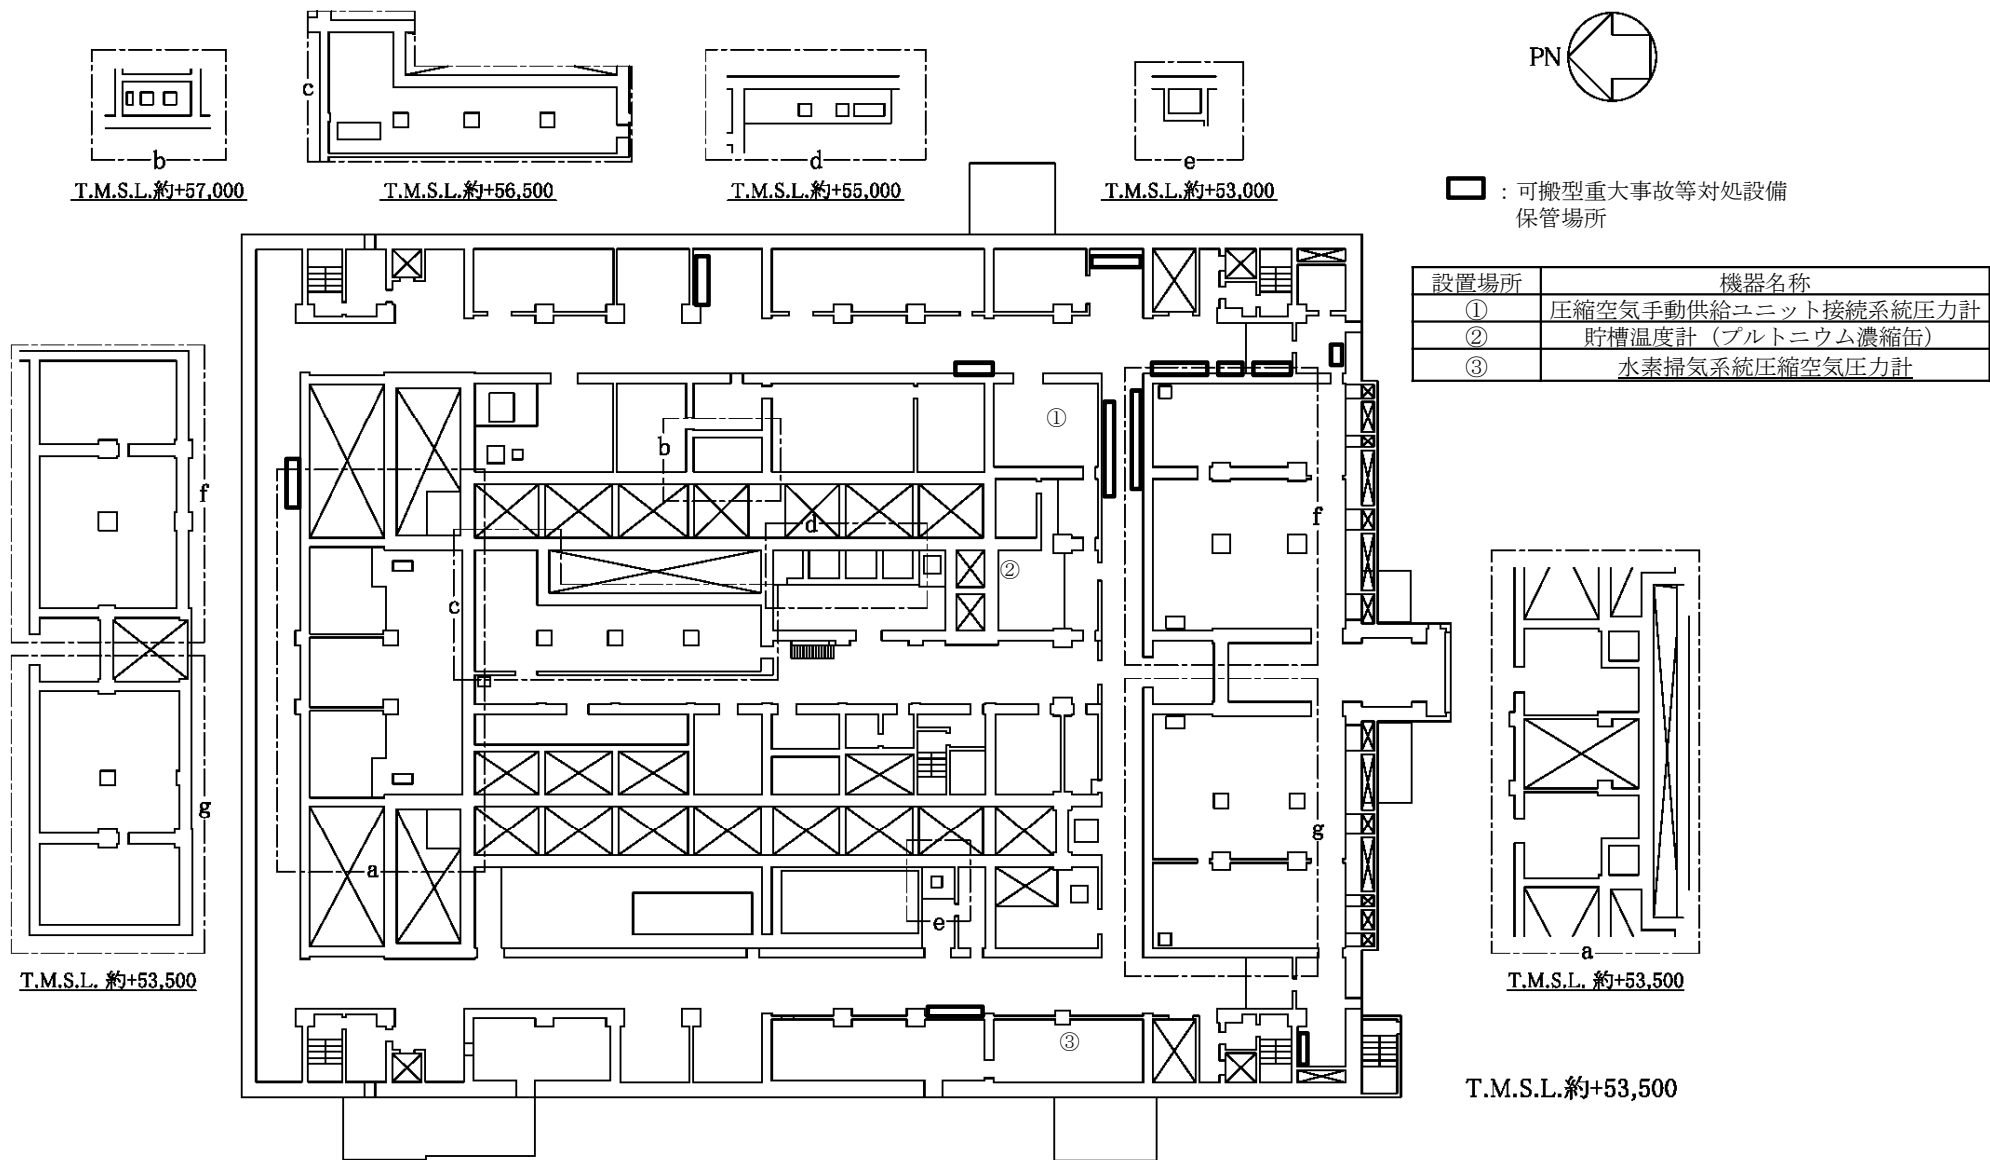 PN
c
b
d
e
T.M.S.L.約+57,000
T.M.S.L.約+56,500
T.M.S.L.約+55,000
T.M.S.L.約+53,000
：可搬型重大事故等対処設備
保管場所
設置場所 機器名称
① 圧縮空気手動供給ユニット接続系統圧力計
② 貯槽温度計（プルトニウム濃縮缶）
③ 水素掃気系統圧縮空気圧力計
①
b
f
f
d
②
c
g
g
a
e
a
T.M.S.L. 約+53,500
T.M.S.L. 約+53,500
③
T.M.S.L.約+53,500